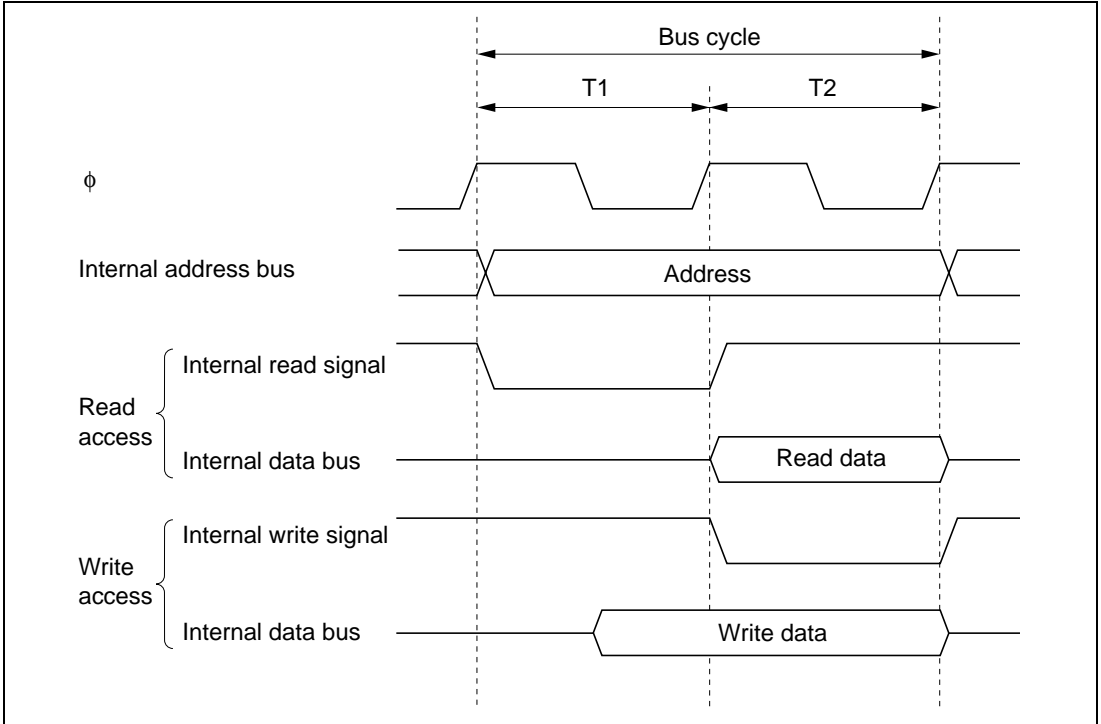 Bus cycle
T1
T2
ϕ
Internal address bus
Address
Internal read signal
Read
access
Internal data bus
Read data
Internal write signal
Write
access
Internal data bus
Write data